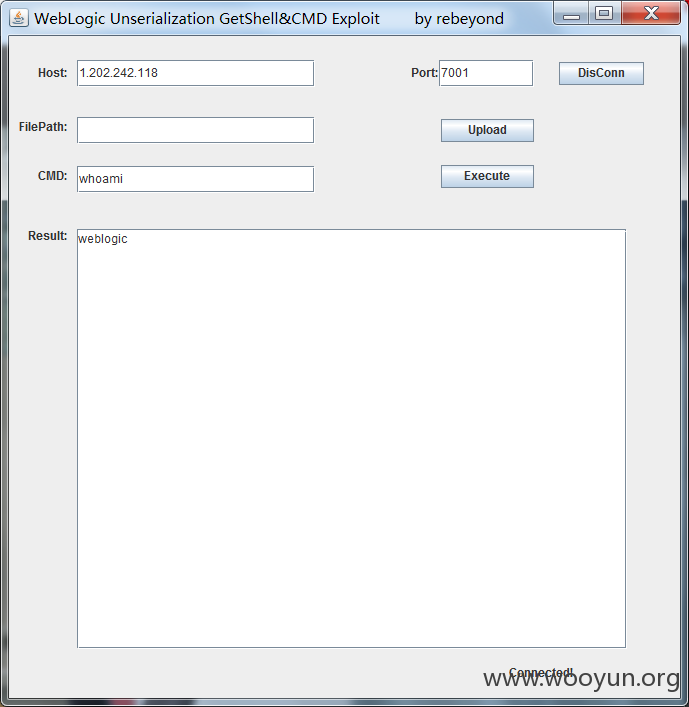 WebLogic Unserialization GetShell&CMD Exploit by rebeyond
Host: 1.202.242.118 Port: 7001 DisConn
FilePath: Upload
CMD: whoami Execute
Result: weblogic
Connected!
www.wooyun.org